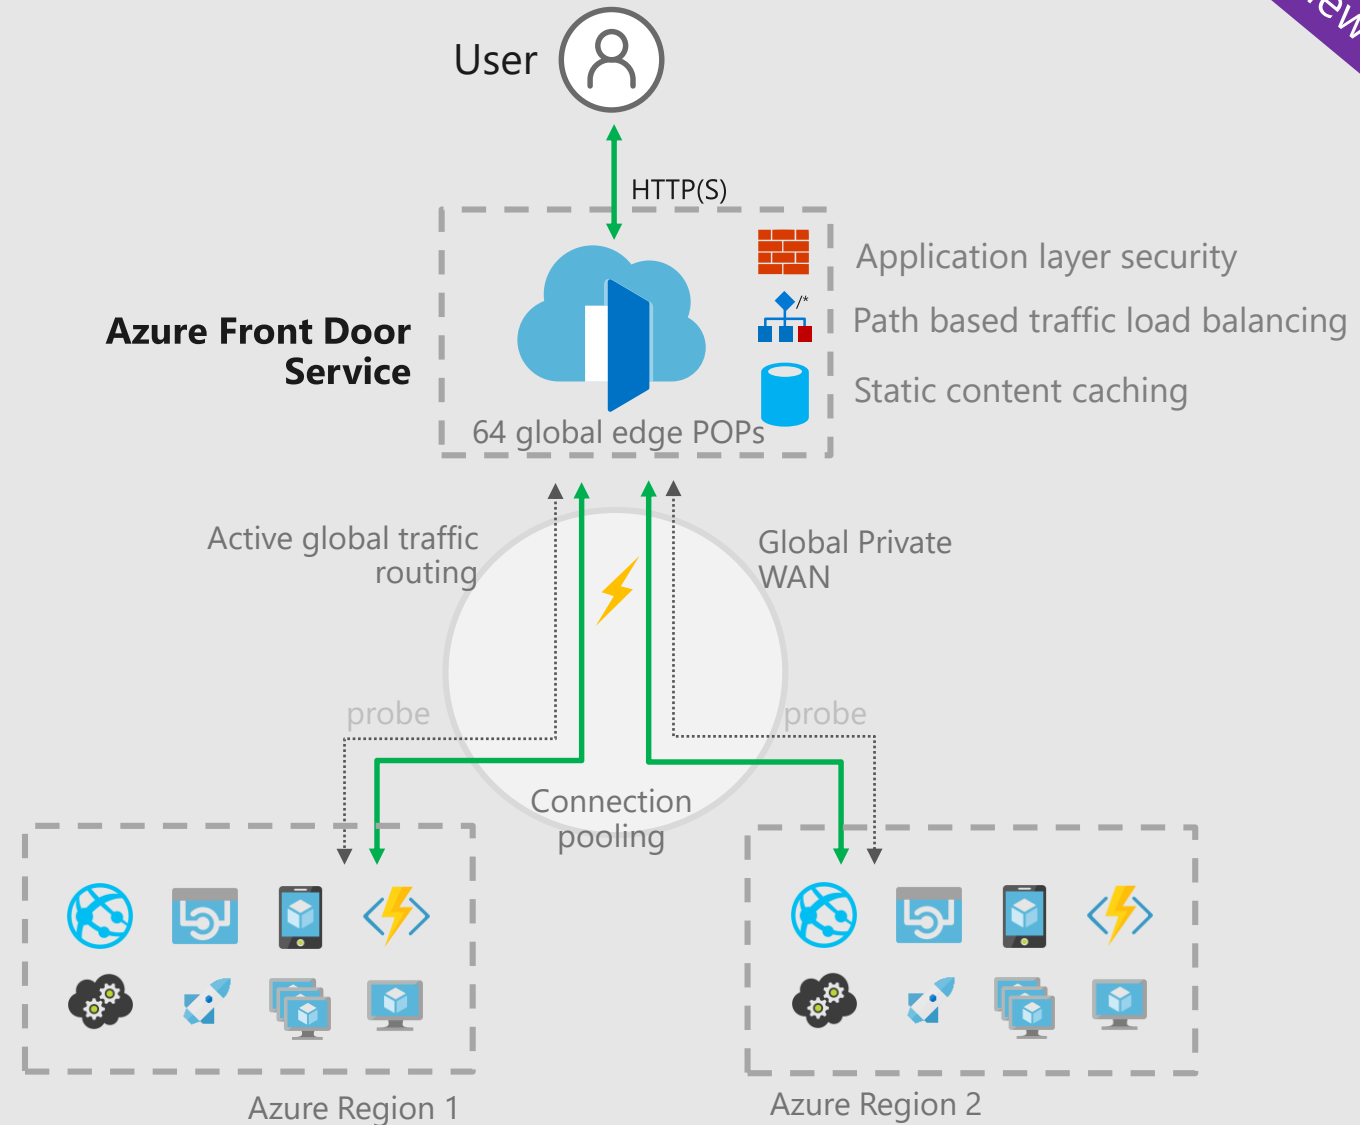 User
HTTP(S)
Application layer security
/*
Path based traffic load balancing
Azure Front Door
Service
Static content caching
64 global edge POPs
Active global traffic
routing
Global Private
WAN
probe
probe
Connection
pooling
Azure Region 1
Azure Region 2